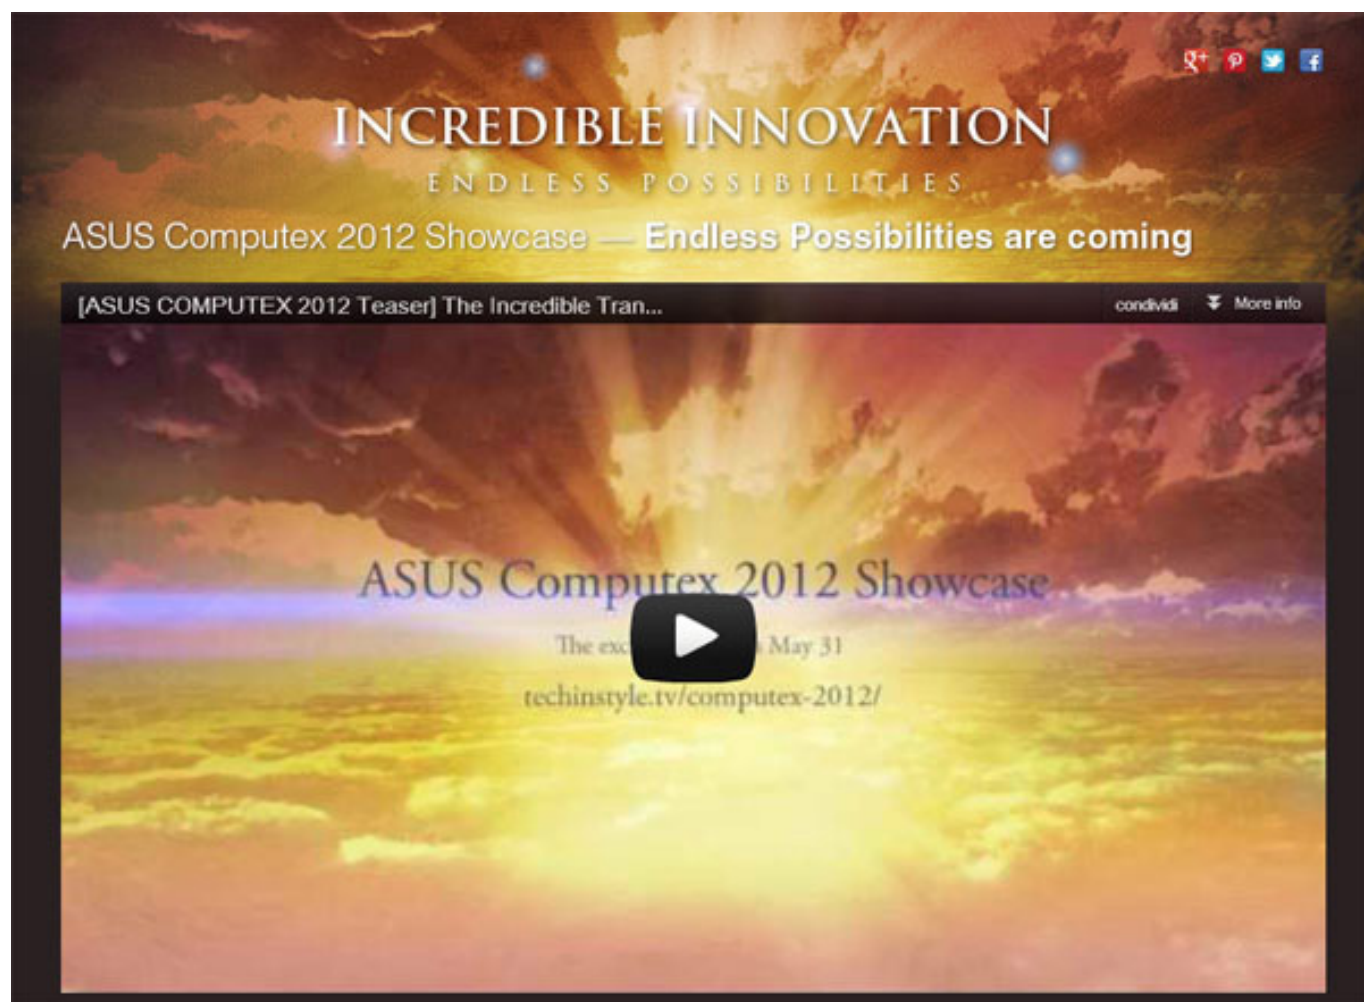 INCREDIBLE INNOVATION
ENDLESS POSSIBILITIES
ASUS Computex 2012 Showcase — Endless Possibilities are coming
[ASUS COMPUTEX 2012 Teaser] The Incredible Tran...
condividi
More info
ASUS Computex 2012 Showcase
The May 31
techinstyle.tv/computex-2012/